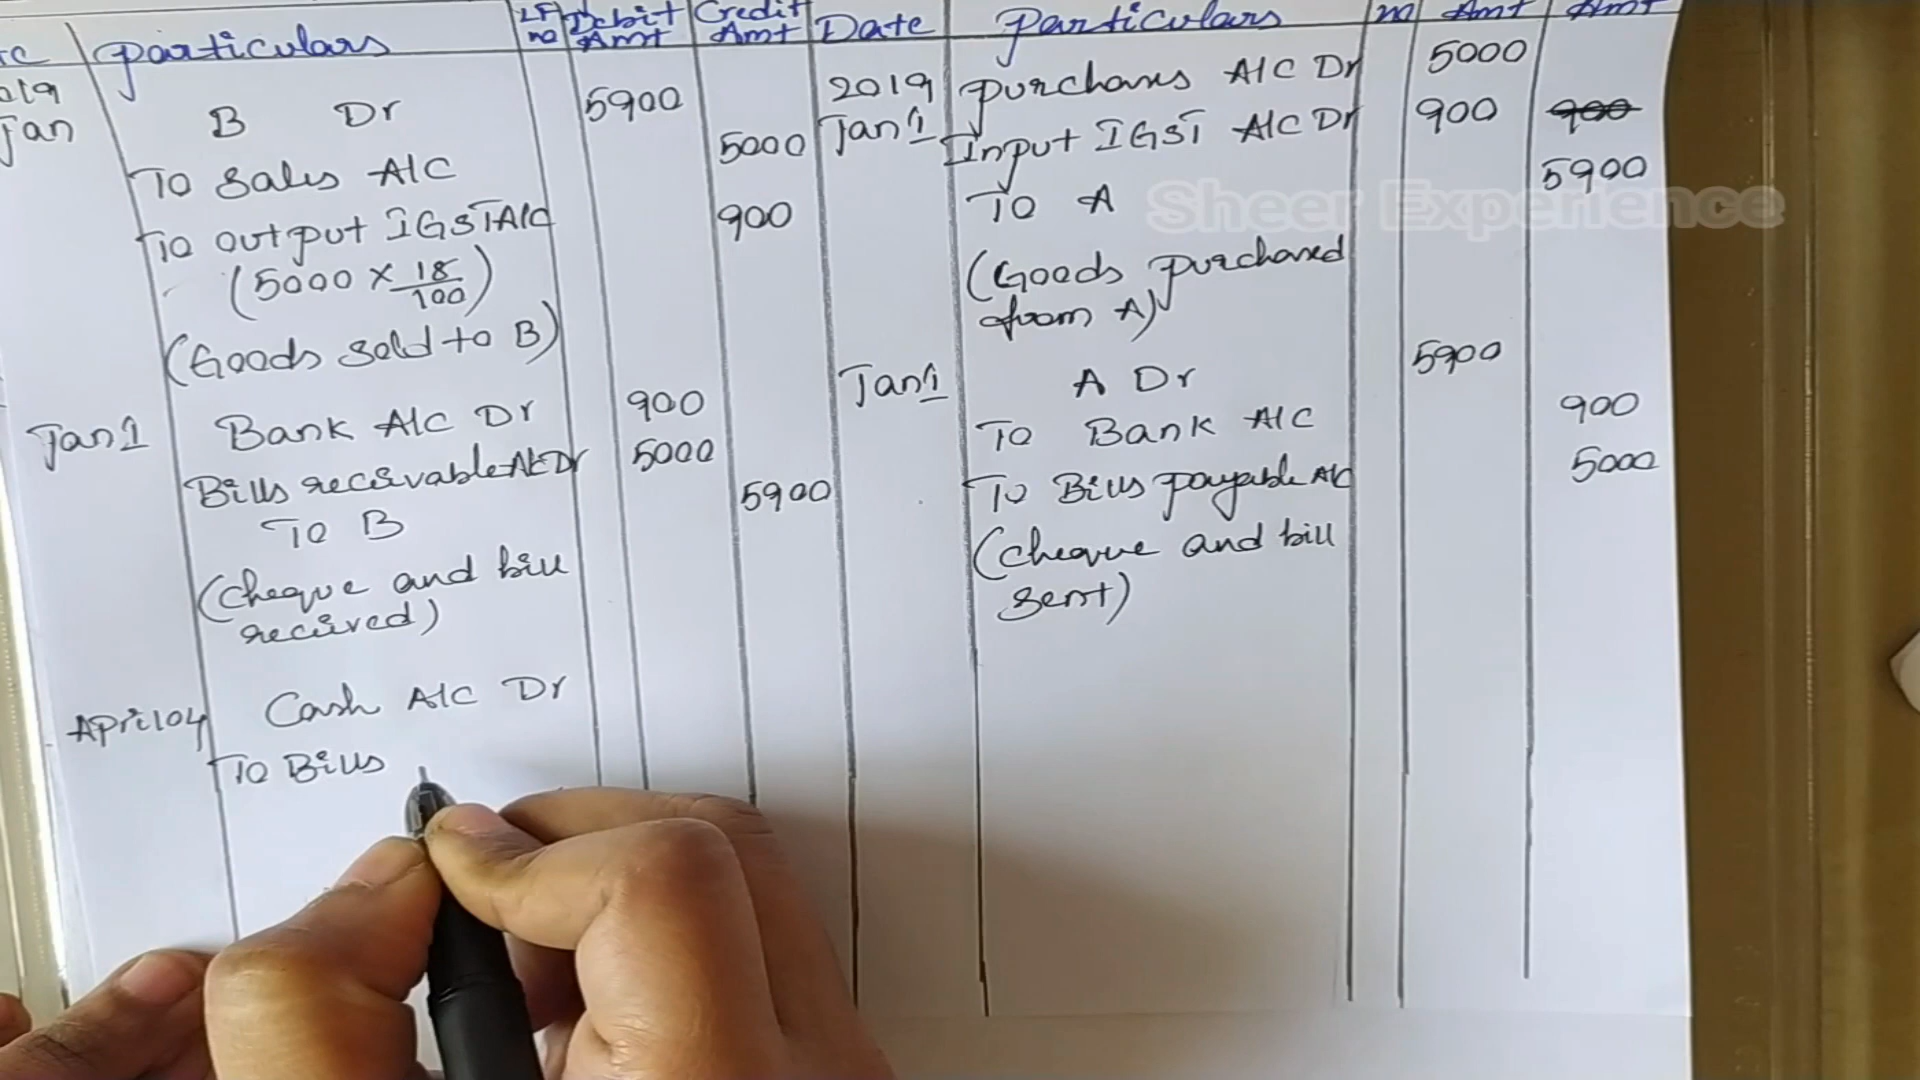 Particulars
LF no
Debit Amt
Credit Amt
2019
Jan
B Dr
5900
To Sales A/C
5000
To output IGST A/C
900
(5000 × 18/100)
(Goods sold to B)
Jan 1
Bank A/C Dr
900
Bills receivable A/c Dr
5000
To B
5900
(cheque and bill
received)
April 04
Cash A/C Dr
To Bills
Date
Particulars
no
Amt
Amt
2019
Jan 1
purchases A/C Dr
5000
Input IGST A/C Dr
900
900
To A
5900
(Goods purchased
from A)
Jan 1
A Dr
5900
To Bank A/C
900
To Bills payable A/C
5000
(cheque and bill
sent)
Sheer Experience